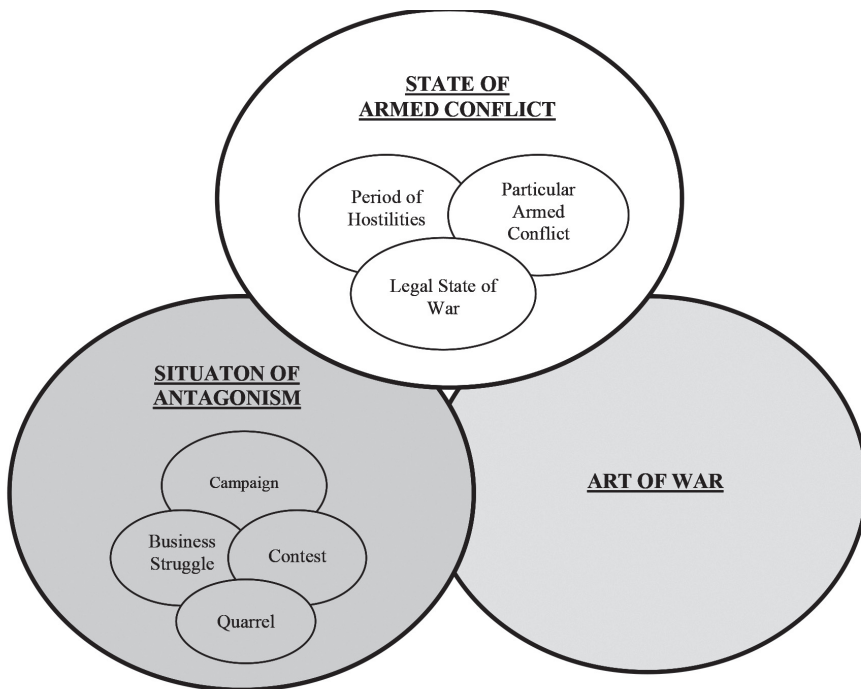 STATE OF
ARMED CONFLICT
Period of
Hostilities
Particular
Armed
Conflict
Legal State of
War
SITUATON OF
ANTAGONISM
Campaign
Business
Struggle
Contest
Quarrel
ART OF WAR